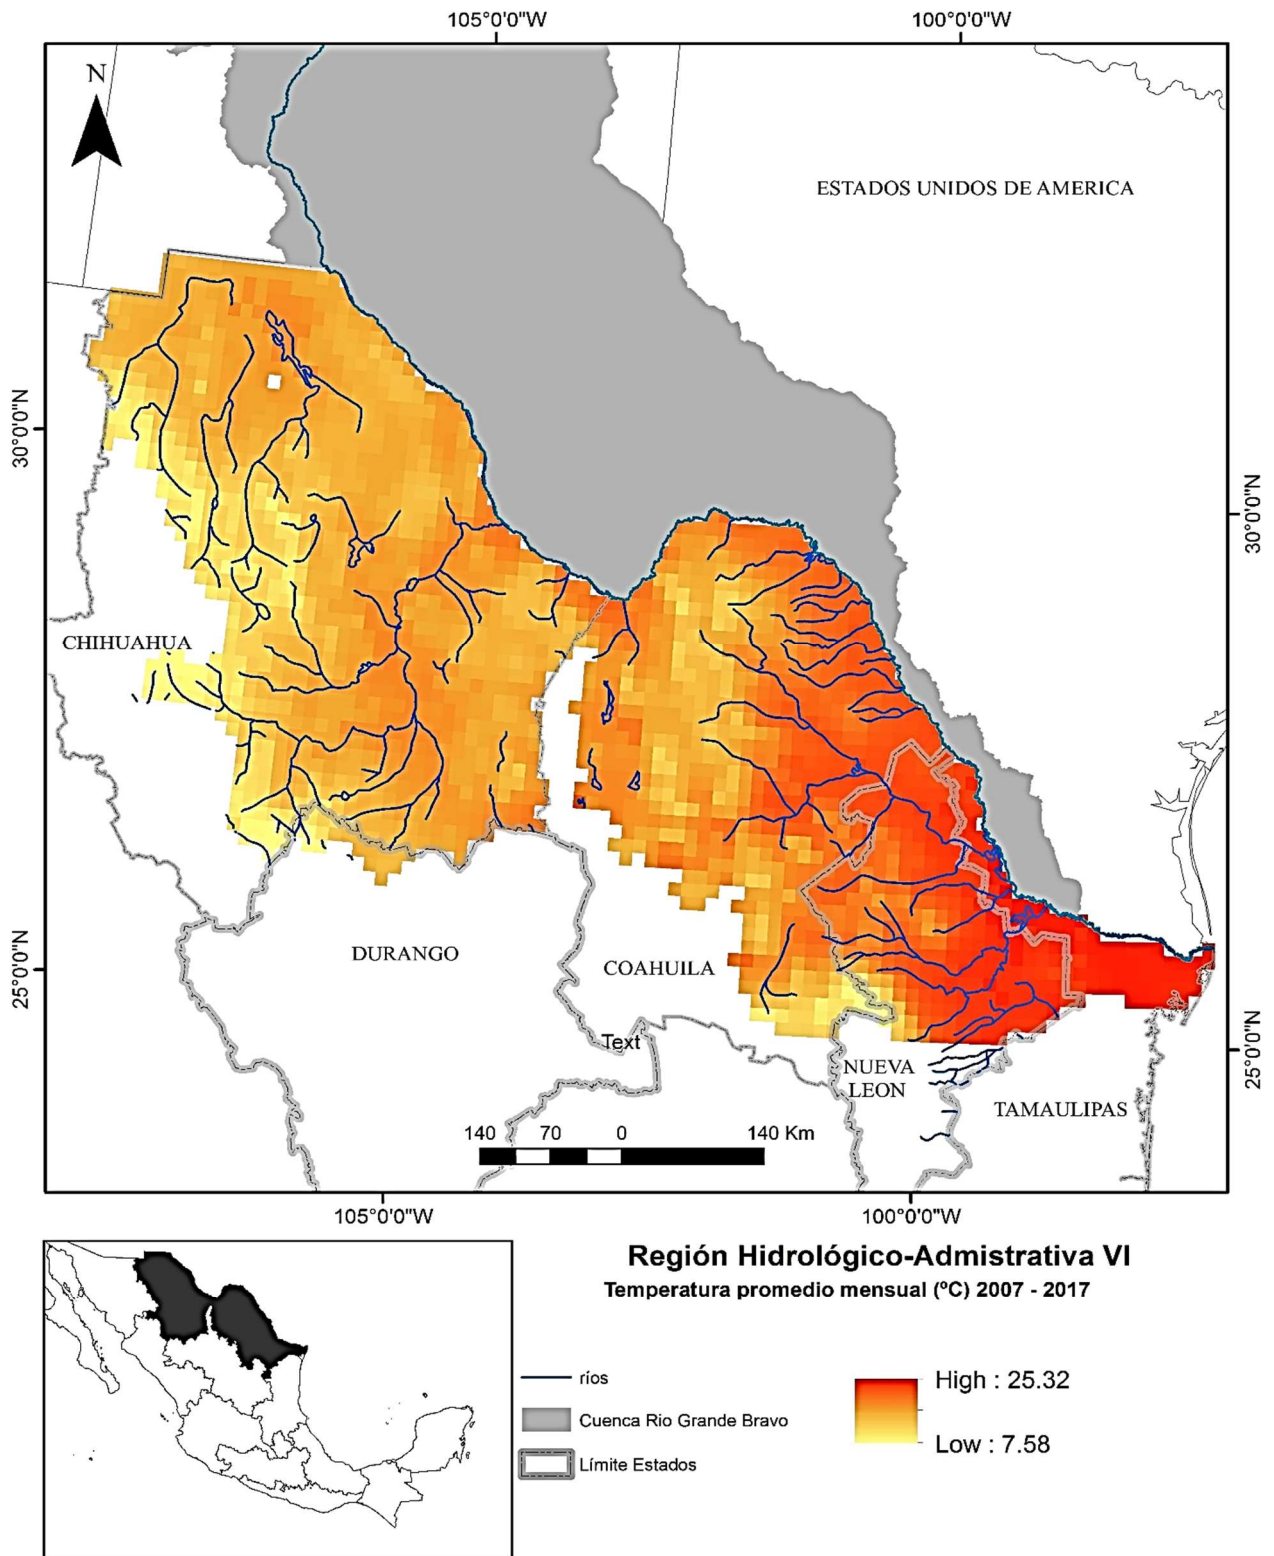 105°0'0"W
100°0'0"W
N
ESTADOS UNIDOS DE AMERICA
30°0'0"N
30°0'0"N
CHIHUAHUA
DURANGO
COAHUILA
25°0'0"N
Text
25°0'0"N
NUEVA
LEON
TAMAULIPAS
140 70 0 140 Km
105°0'0"W
100°0'0"W
Región Hidrológico-Admistrativa VI
Temperatura promedio mensual (ºC) 2007 - 2017
ríos
Cuenca Rio Grande Bravo
Límite Estados
High : 25.32
Low : 7.58